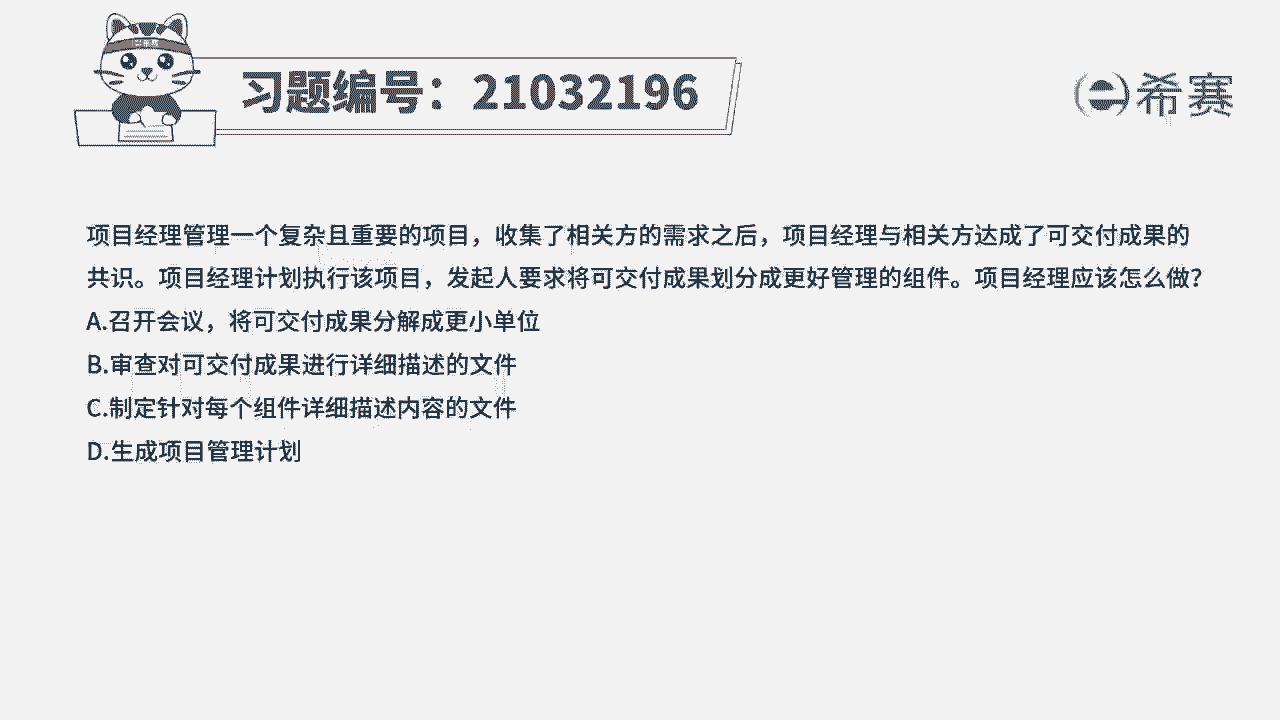 习题编号：21032196
希赛
项目经理管理一个复杂且重要的项目，收集了相关方的需求之后，项目经理与相关方达成了可交付成果的
共识。项目经理计划执行该项目，发起人要求将可交付成果划分成更好管理的组件。项目经理应该怎么做？
A.召开会议，将可交付成果分解成更小单位
B.审查对可交付成果进行详细描述的文件
C.制定针对每个组件详细描述内容的文件
D.生成项目管理计划